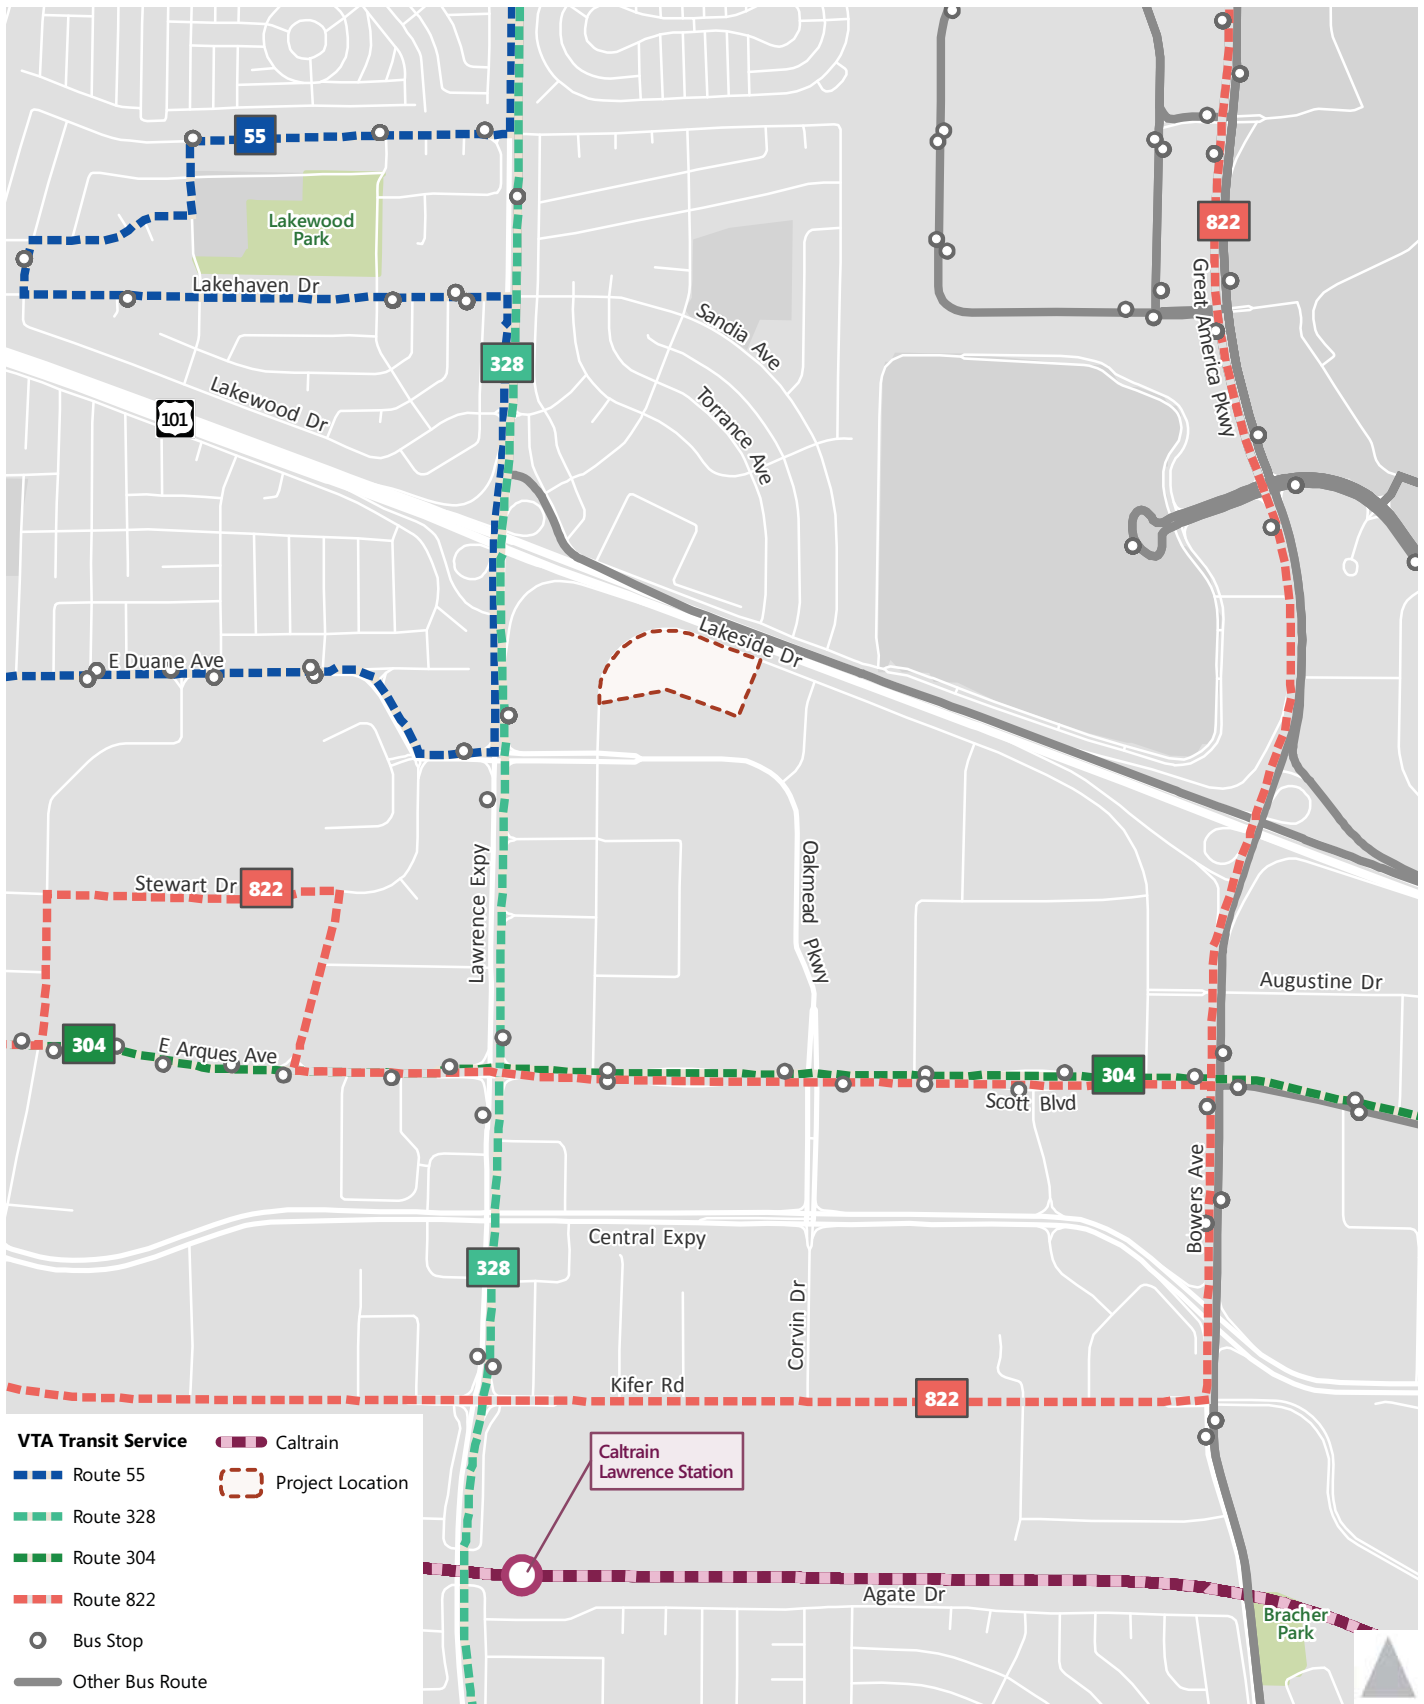 55
Lakewood
Park
822
Lakehaven Dr
Great America Pkwy
Sandia Ave
328
Lakewood Dr
101
Torrance Ave
Lakeside Dr
E Duane Ave
Oakmead Pkwy
Lawrence Expy
Stewart Dr
822
Augustine Dr
304
E Arques Ave
304
Scott Blvd
Bowers Ave
Central Expy
328
Corvin Dr
Kifer Rd
822
Caltrain
Lawrence Station
Agate Dr
Bracher
Park
VTA Transit Service
Route 55
Route 328
Route 304
Route 822
Bus Stop
Other Bus Route
Caltrain
Project Location